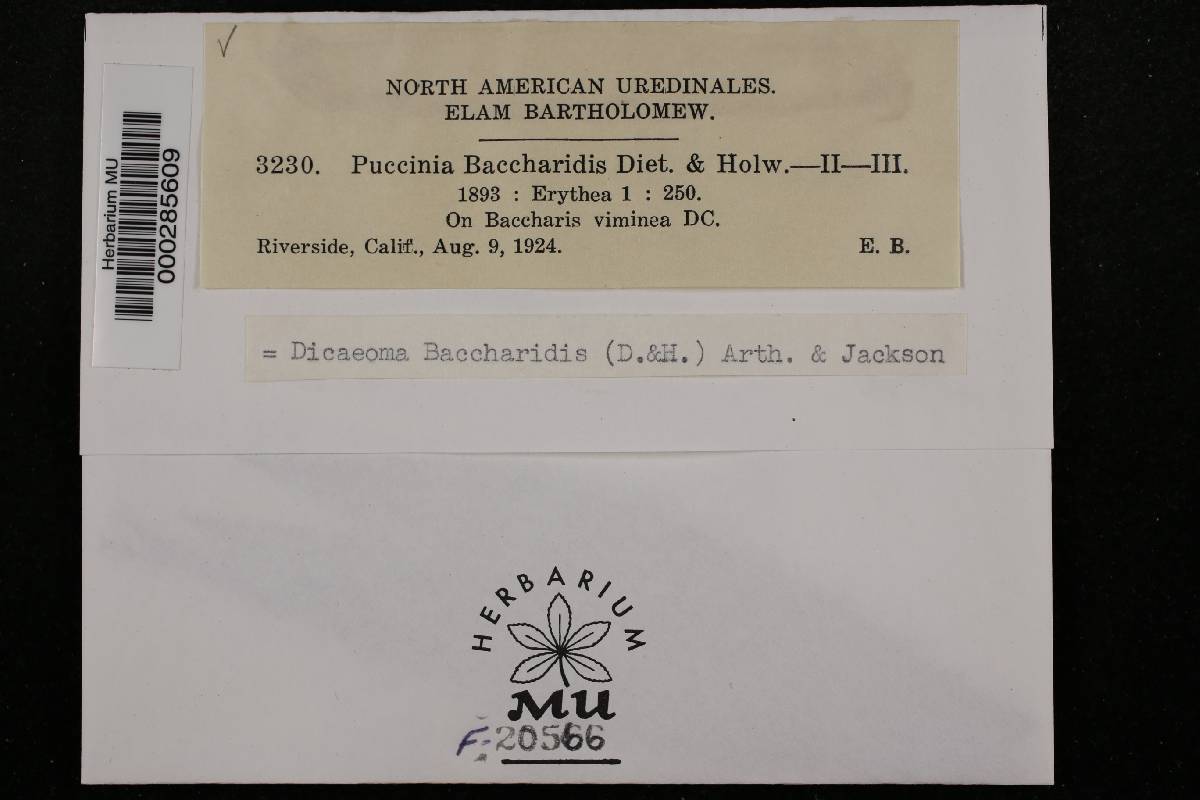 NORTH AMERICAN UREDINALES.
ELAM BARTHOLOMEW.
3230. Puccinia Baccharidis Diet. & Holw.—II—III.
1893 : Erythea 1 : 250.
On Baccharis viminea DC.
Riverside, Calif., Aug. 9, 1924. E. B.
Herbarium MU
000285609
= Dicaeoma Baccharidis (D.&H.) Arth. & Jackson
HERBARIUM
MU
F-20566